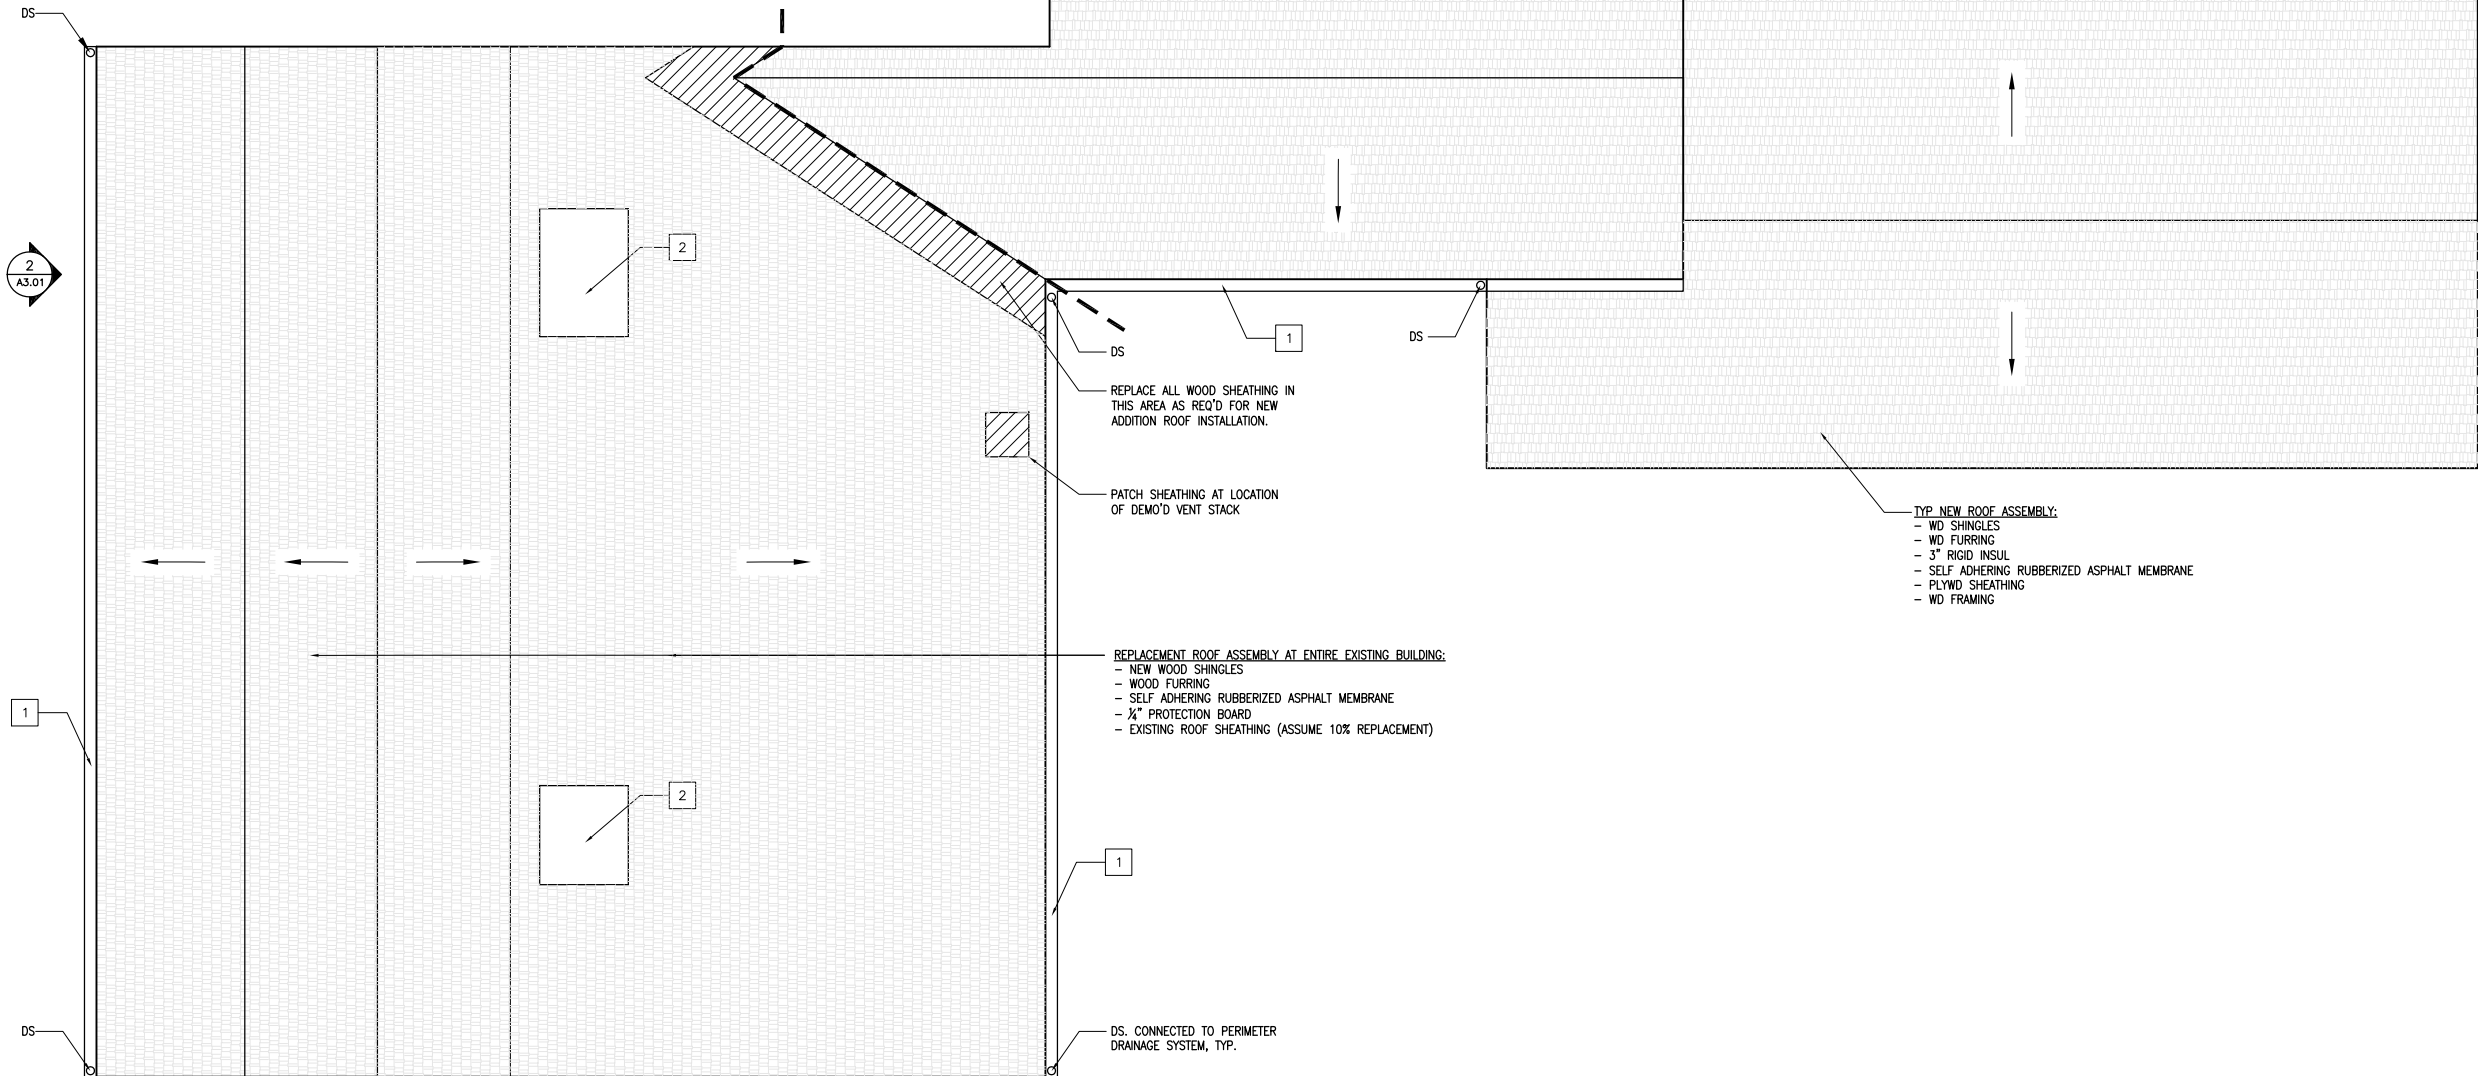 DS
2
A3.01
2
DS
1
DS
REPLACE ALL WOOD SHEATHING IN
THIS AREA AS REQ'D FOR NEW
ADDITION ROOF INSTALLATION.
PATCH SHEATHING AT LOCATION
OF DEMO'D VENT STACK
TYP NEW ROOF ASSEMBLY:
- WD SHINGLES
- WD FURRING
- 3" RIGID INSUL
- SELF ADHERING RUBBERIZED ASPHALT MEMBRANE
- PLYWD SHEATHING
- WD FRAMING
REPLACEMENT ROOF ASSEMBLY AT ENTIRE EXISTING BUILDING:
- NEW WOOD SHINGLES
- WOOD FURRING
- SELF ADHERING RUBBERIZED ASPHALT MEMBRANE
- ¼" PROTECTION BOARD
- EXISTING ROOF SHEATHING (ASSUME 10% REPLACEMENT)
1
2
1
DS
DS. CONNECTED TO PERIMETER
DRAINAGE SYSTEM, TYP.